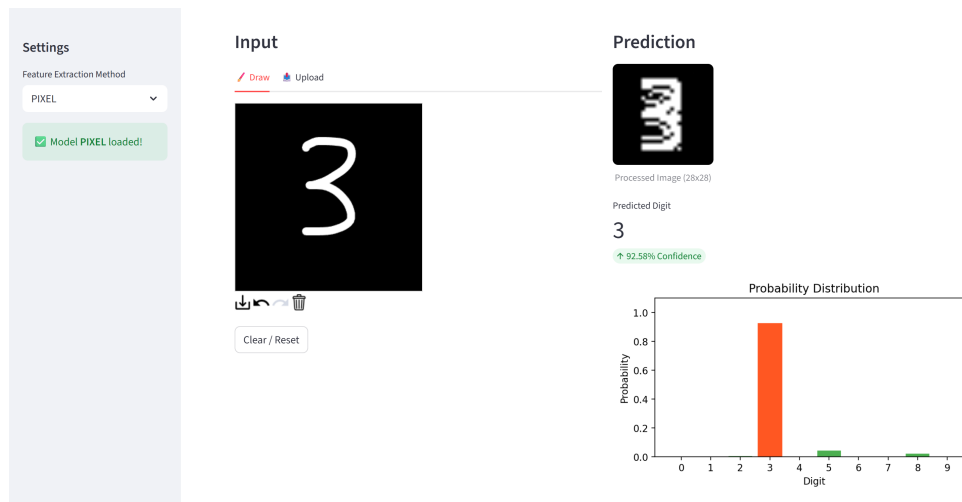 Settings
Feature Extraction Method
PIXEL
✅ Model PIXEL loaded!
Input
Draw
Upload
3
Clear / Reset
Prediction
3
Processed Image (28x28)
Predicted Digit
3
↑ 92.58% Confidence
Probability Distribution
Probability
1.0
0.8
0.6
0.4
0.2
0.0
0 1 2 3 4 5 6 7 8 9
Digit